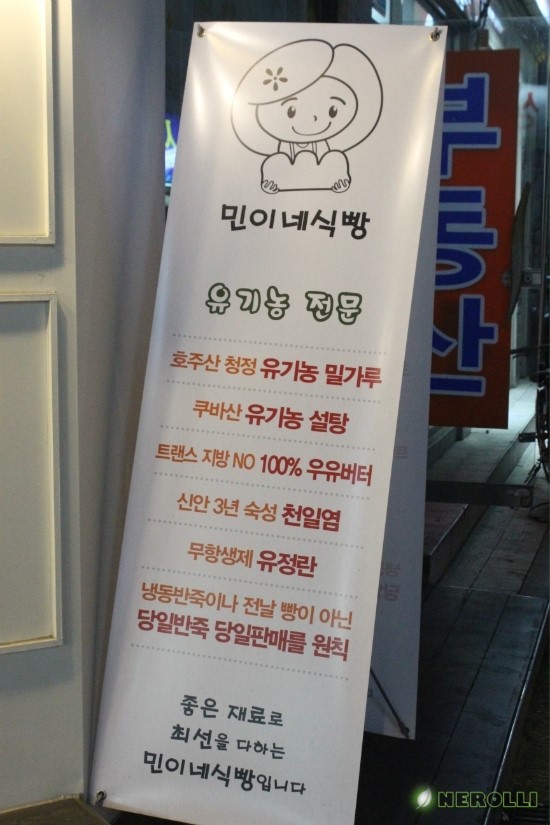 민이네식빵
유기농 전문
호주산 청정 유기농 밀가루
쿠바산 유기농 설탕
트랜스 지방 NO 100% 우유버터
신안 3년 숙성 천일염
무항생제 유정란
냉동반죽이나 전날 빵이 아닌
당일반죽 당일판매를 원칙
좋은 재료로
최선을 다하는
민이네식빵입니다
부동산
NEROLLI